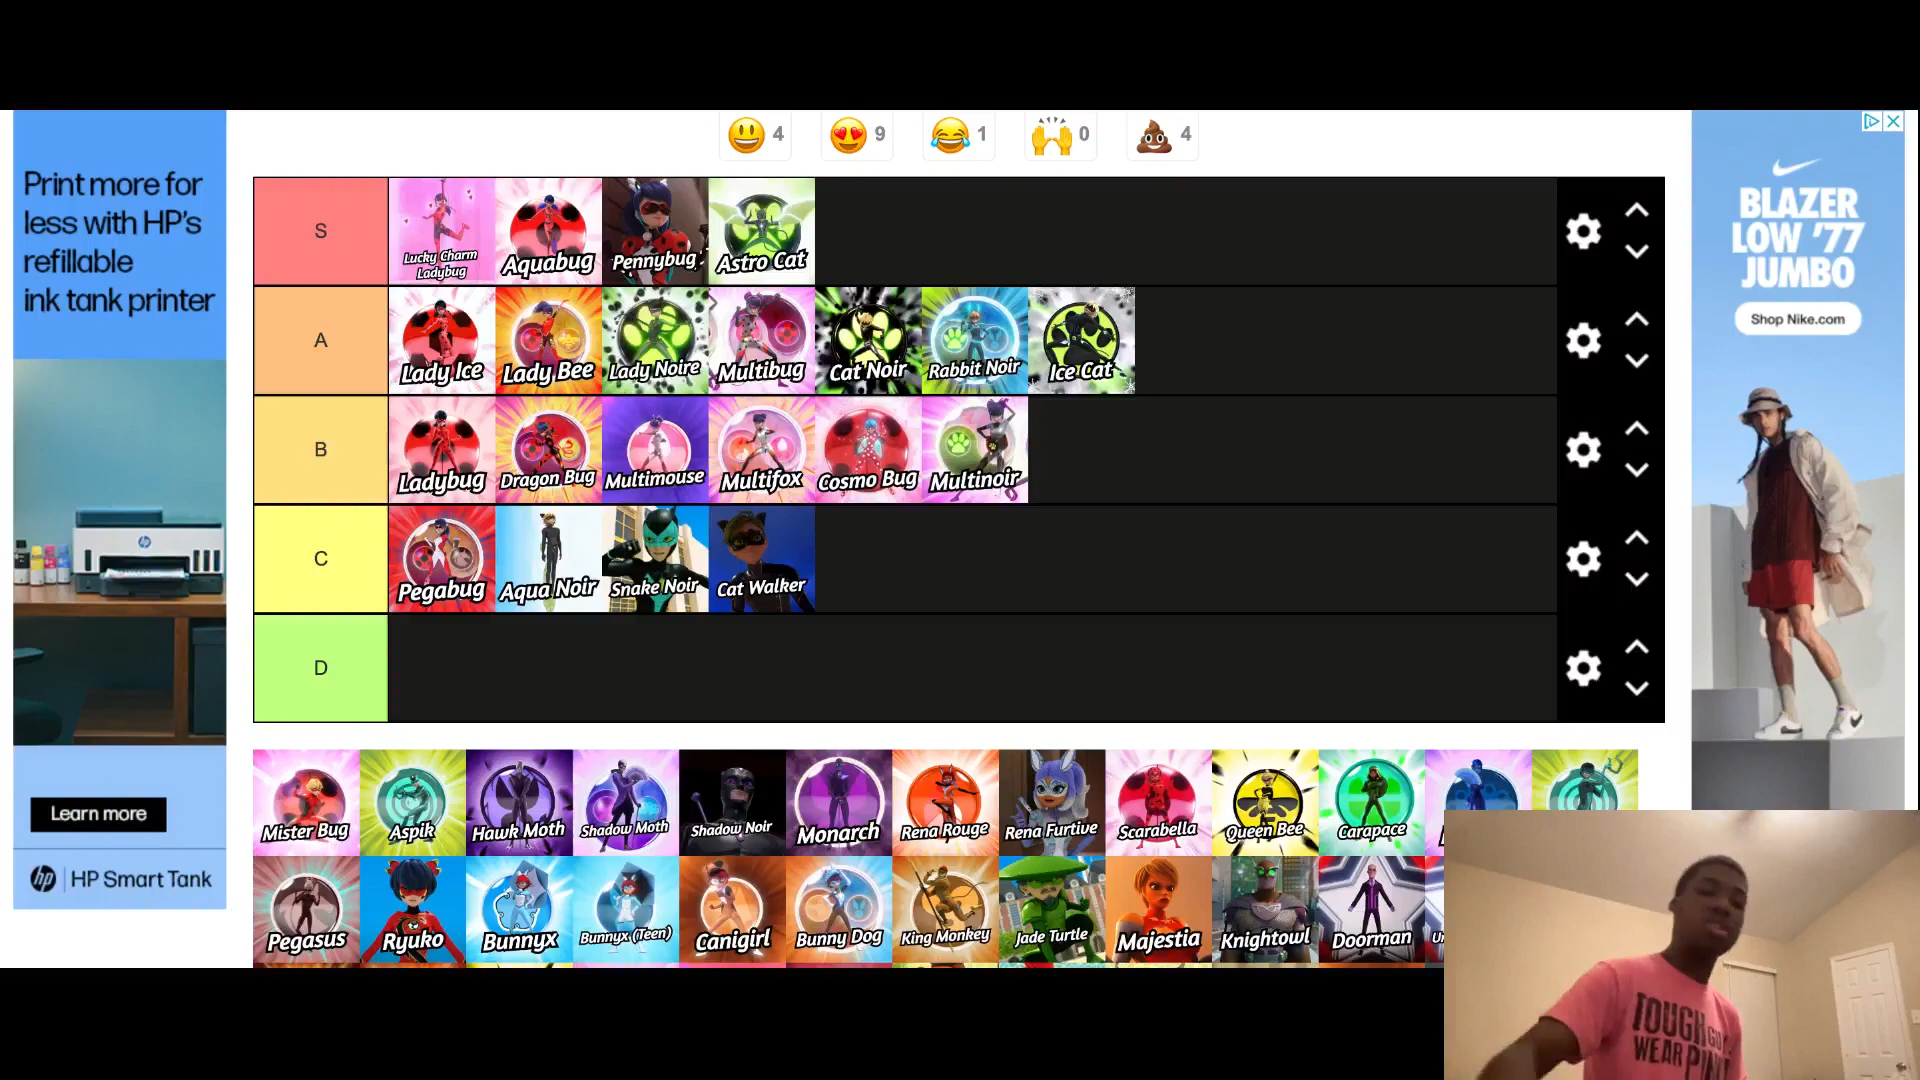 4 9 1 0 4
Print more for
less with HP's
refillable
ink tank printer
hp
Learn more
hp HP Smart Tank
S
Lucky Charm
Ladybug
Aquabug
Pennybug
Astro Cat
A
Lady Ice
Lady Bee
Lady Noire
Multibug
Cat Noir
Rabbit Noir
Ice Cat
B
Ladybug
Dragon Bug
Multimouse
Multifox
Cosmo Bug
Multinoir
C
Pegabug
Aqua Noir
Snake Noir
Cat Walker
D
Mister Bug
Aspik
Hawk Moth
Shadow Moth
Shadow Noir
Monarch
Rena Rouge
Rena Furtive
Scarabella
Queen Bee
Carapace
Pegasus
Ryuko
Bunnyx
Bunnyx (Teen)
Canigirl
Bunny Dog
King Monkey
Jade Turtle
Majestia
Knightowl
Doorman
BLAZER
LOW '77
JUMBO
Shop Nike.com
TOUGH
WEAR